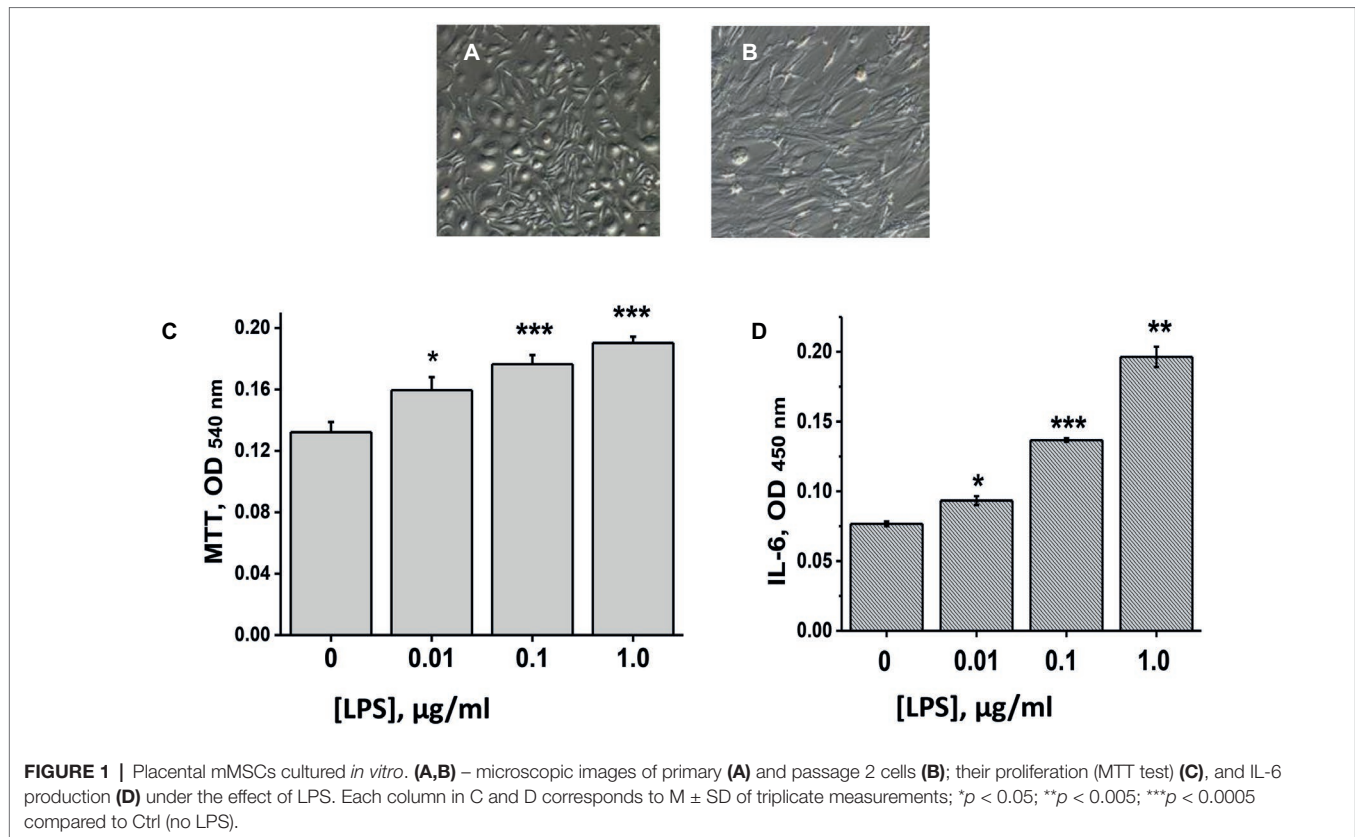 A
B
C
MTT, OD 540 nm
0.20
0.16
0.12
0.08
0.04
0.00
*
***
***
0
0.01
0.1
1.0
[LPS], µg/ml
D
IL-6, OD 450 nm
0.20
0.15
0.10
0.05
0.00
*
***
**
0
0.01
0.1
1.0
[LPS], µg/ml
FIGURE 1 | Placental mMSCs cultured in vitro. (A,B) – microscopic images of primary (A) and passage 2 cells (B); their proliferation (MTT test) (C), and IL-6
production (D) under the effect of LPS. Each column in C and D corresponds to M ± SD of triplicate measurements; *p < 0.05; **p < 0.005; ***p < 0.0005
compared to Ctrl (no LPS).